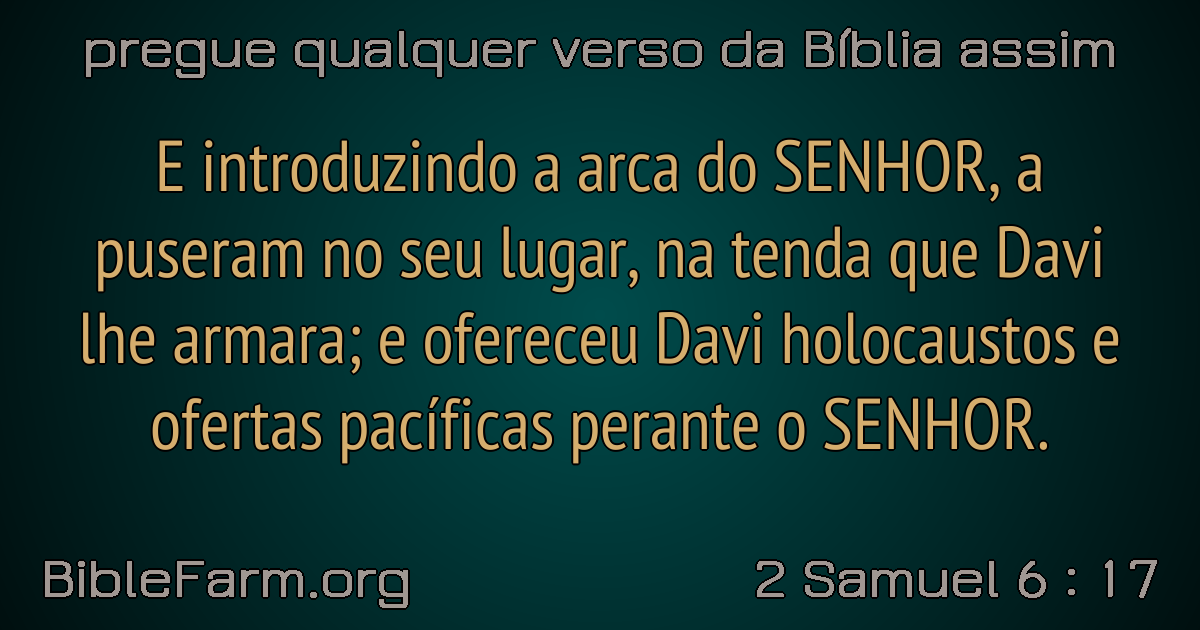 pregue qualquer verso da Bíblia assim
E introduzindo a arca do SENHOR, a
puseram no seu lugar, na tenda que Davi
lhe armara; e ofereceu Davi holocaustos e
ofertas pacíficas perante o SENHOR.
BibleFarm.org
2 Samuel 6 : 17